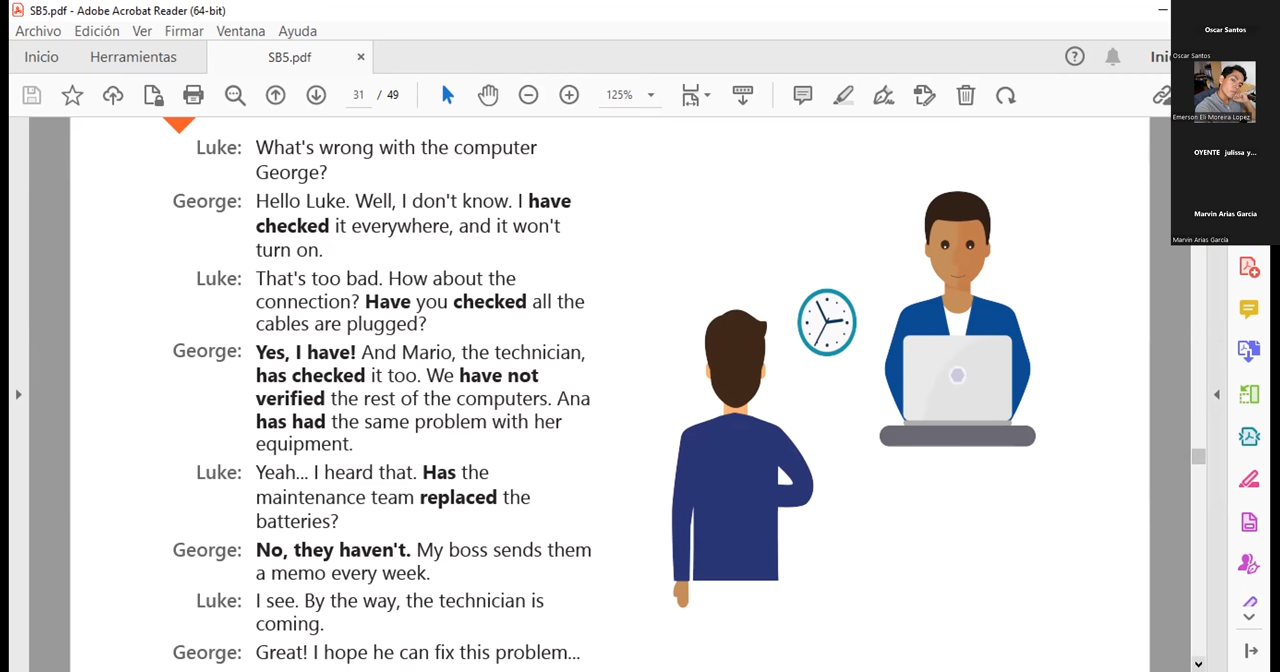 SB5.pdf - Adobe Acrobat Reader (64-bit)
Archivo Edición Ver Firmar Ventana Ayuda
Inicio Herramientas SB5.pdf × ? Ini
31 / 49 125%
Oscar Santos
Oscar Santos
Emerson Eli Moreira Lopez
OYENTE julissa y...
Marvin Arias Garcia
Marvin Arias Garcia
Luke: What's wrong with the computer
George?
George: Hello Luke. Well, I don't know. I have
checked it everywhere, and it won't
turn on.
Luke: That's too bad. How about the
connection? Have you checked all the
cables are plugged?
George: Yes, I have! And Mario, the technician,
has checked it too. We have not
verified the rest of the computers. Ana
has had the same problem with her
equipment.
Luke: Yeah... I heard that. Has the
maintenance team replaced the
batteries?
George: No, they haven't. My boss sends them
a memo every week.
Luke: I see. By the way, the technician is
coming.
George: Great! I hope he can fix this problem...